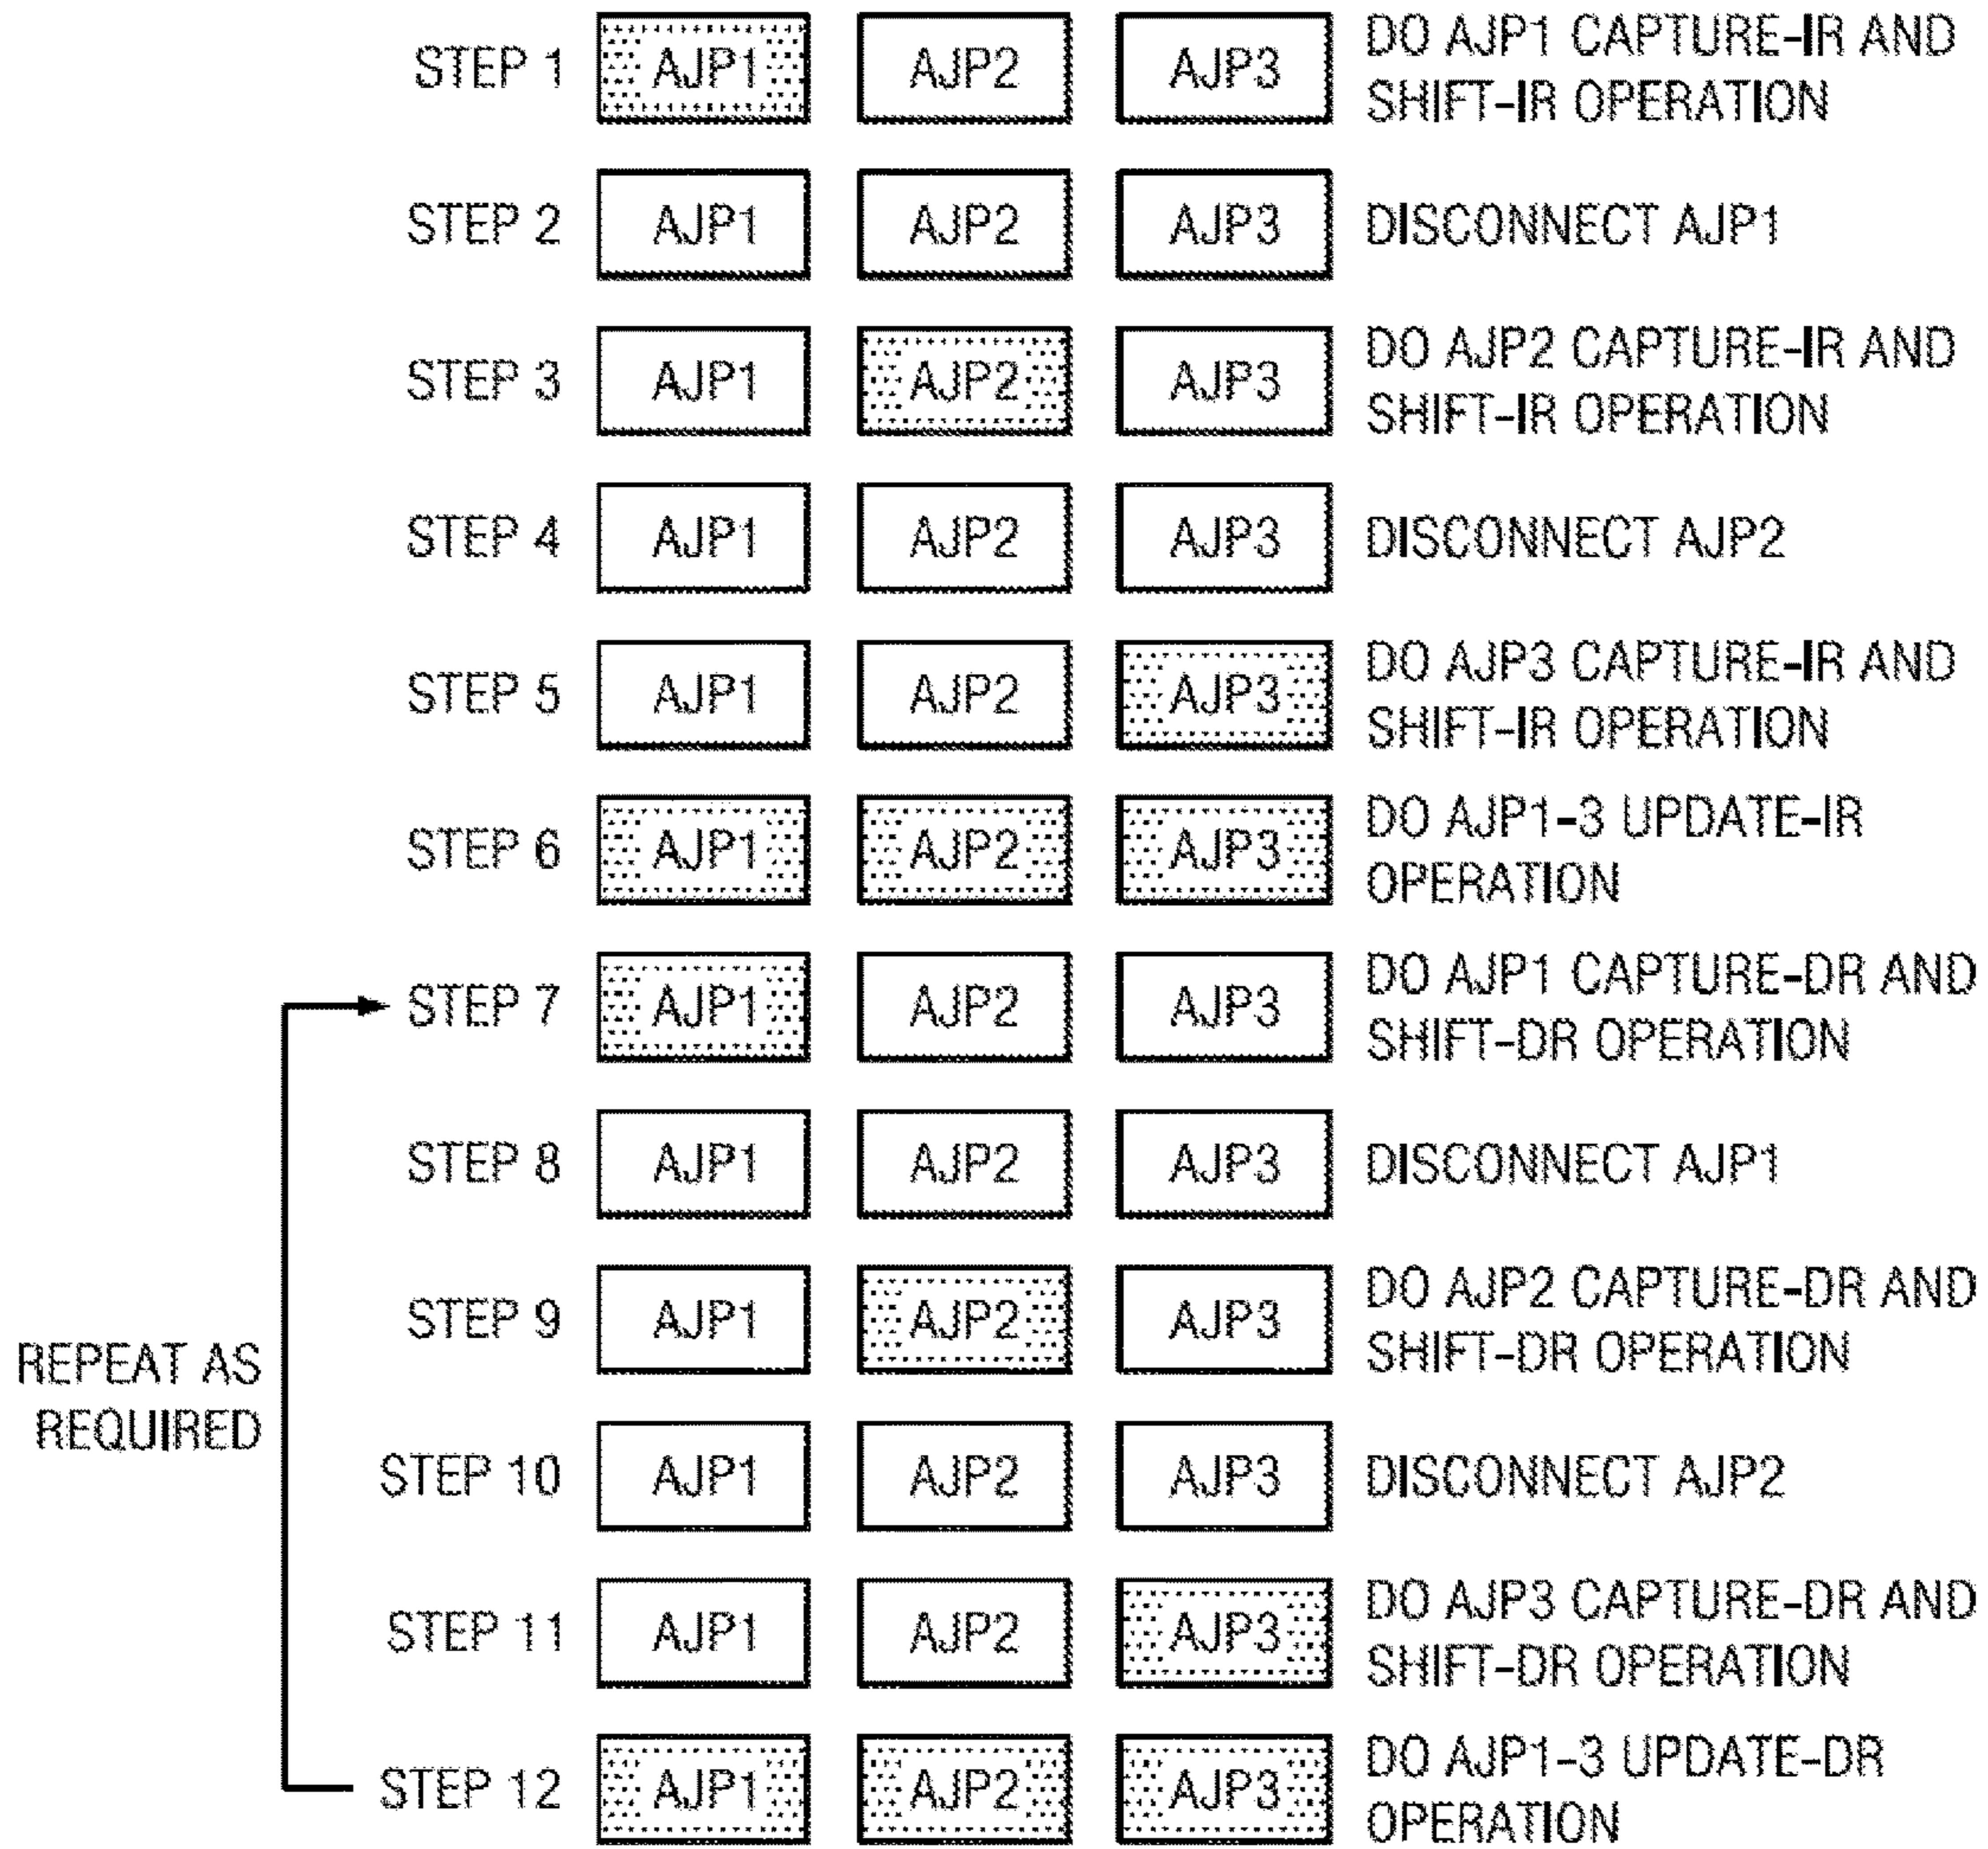 STEP 1 AJP1 AJP2 AJP3 DO AJP1 CAPTURE-IR AND
SHIFT-IR OPERATION
STEP 2 AJP1 AJP2 AJP3 DISCONNECT AJP1
STEP 3 AJP1 AJP2 AJP3 DO AJP2 CAPTURE-IR AND
SHIFT-IR OPERATION
STEP 4 AJP1 AJP2 AJP3 DISCONNECT AJP2
STEP 5 AJP1 AJP2 AJP3 DO AJP3 CAPTURE-IR AND
SHIFT-IR OPERATION
STEP 6 AJP1 AJP2 AJP3 DO AJP1-3 UPDATE-IR
OPERATION
STEP 7 AJP1 AJP2 AJP3 DO AJP1 CAPTURE-DR AND
SHIFT-DR OPERATION
STEP 8 AJP1 AJP2 AJP3 DISCONNECT AJP1
STEP 9 AJP1 AJP2 AJP3 DO AJP2 CAPTURE-DR AND
SHIFT-DR OPERATION
REPEAT AS
REQUIRED
STEP 10 AJP1 AJP2 AJP3 DISCONNECT AJP2
STEP 11 AJP1 AJP2 AJP3 DO AJP3 CAPTURE-DR AND
SHIFT-DR OPERATION
STEP 12 AJP1 AJP2 AJP3 DO AJP1-3 UPDATE-DR
OPERATION